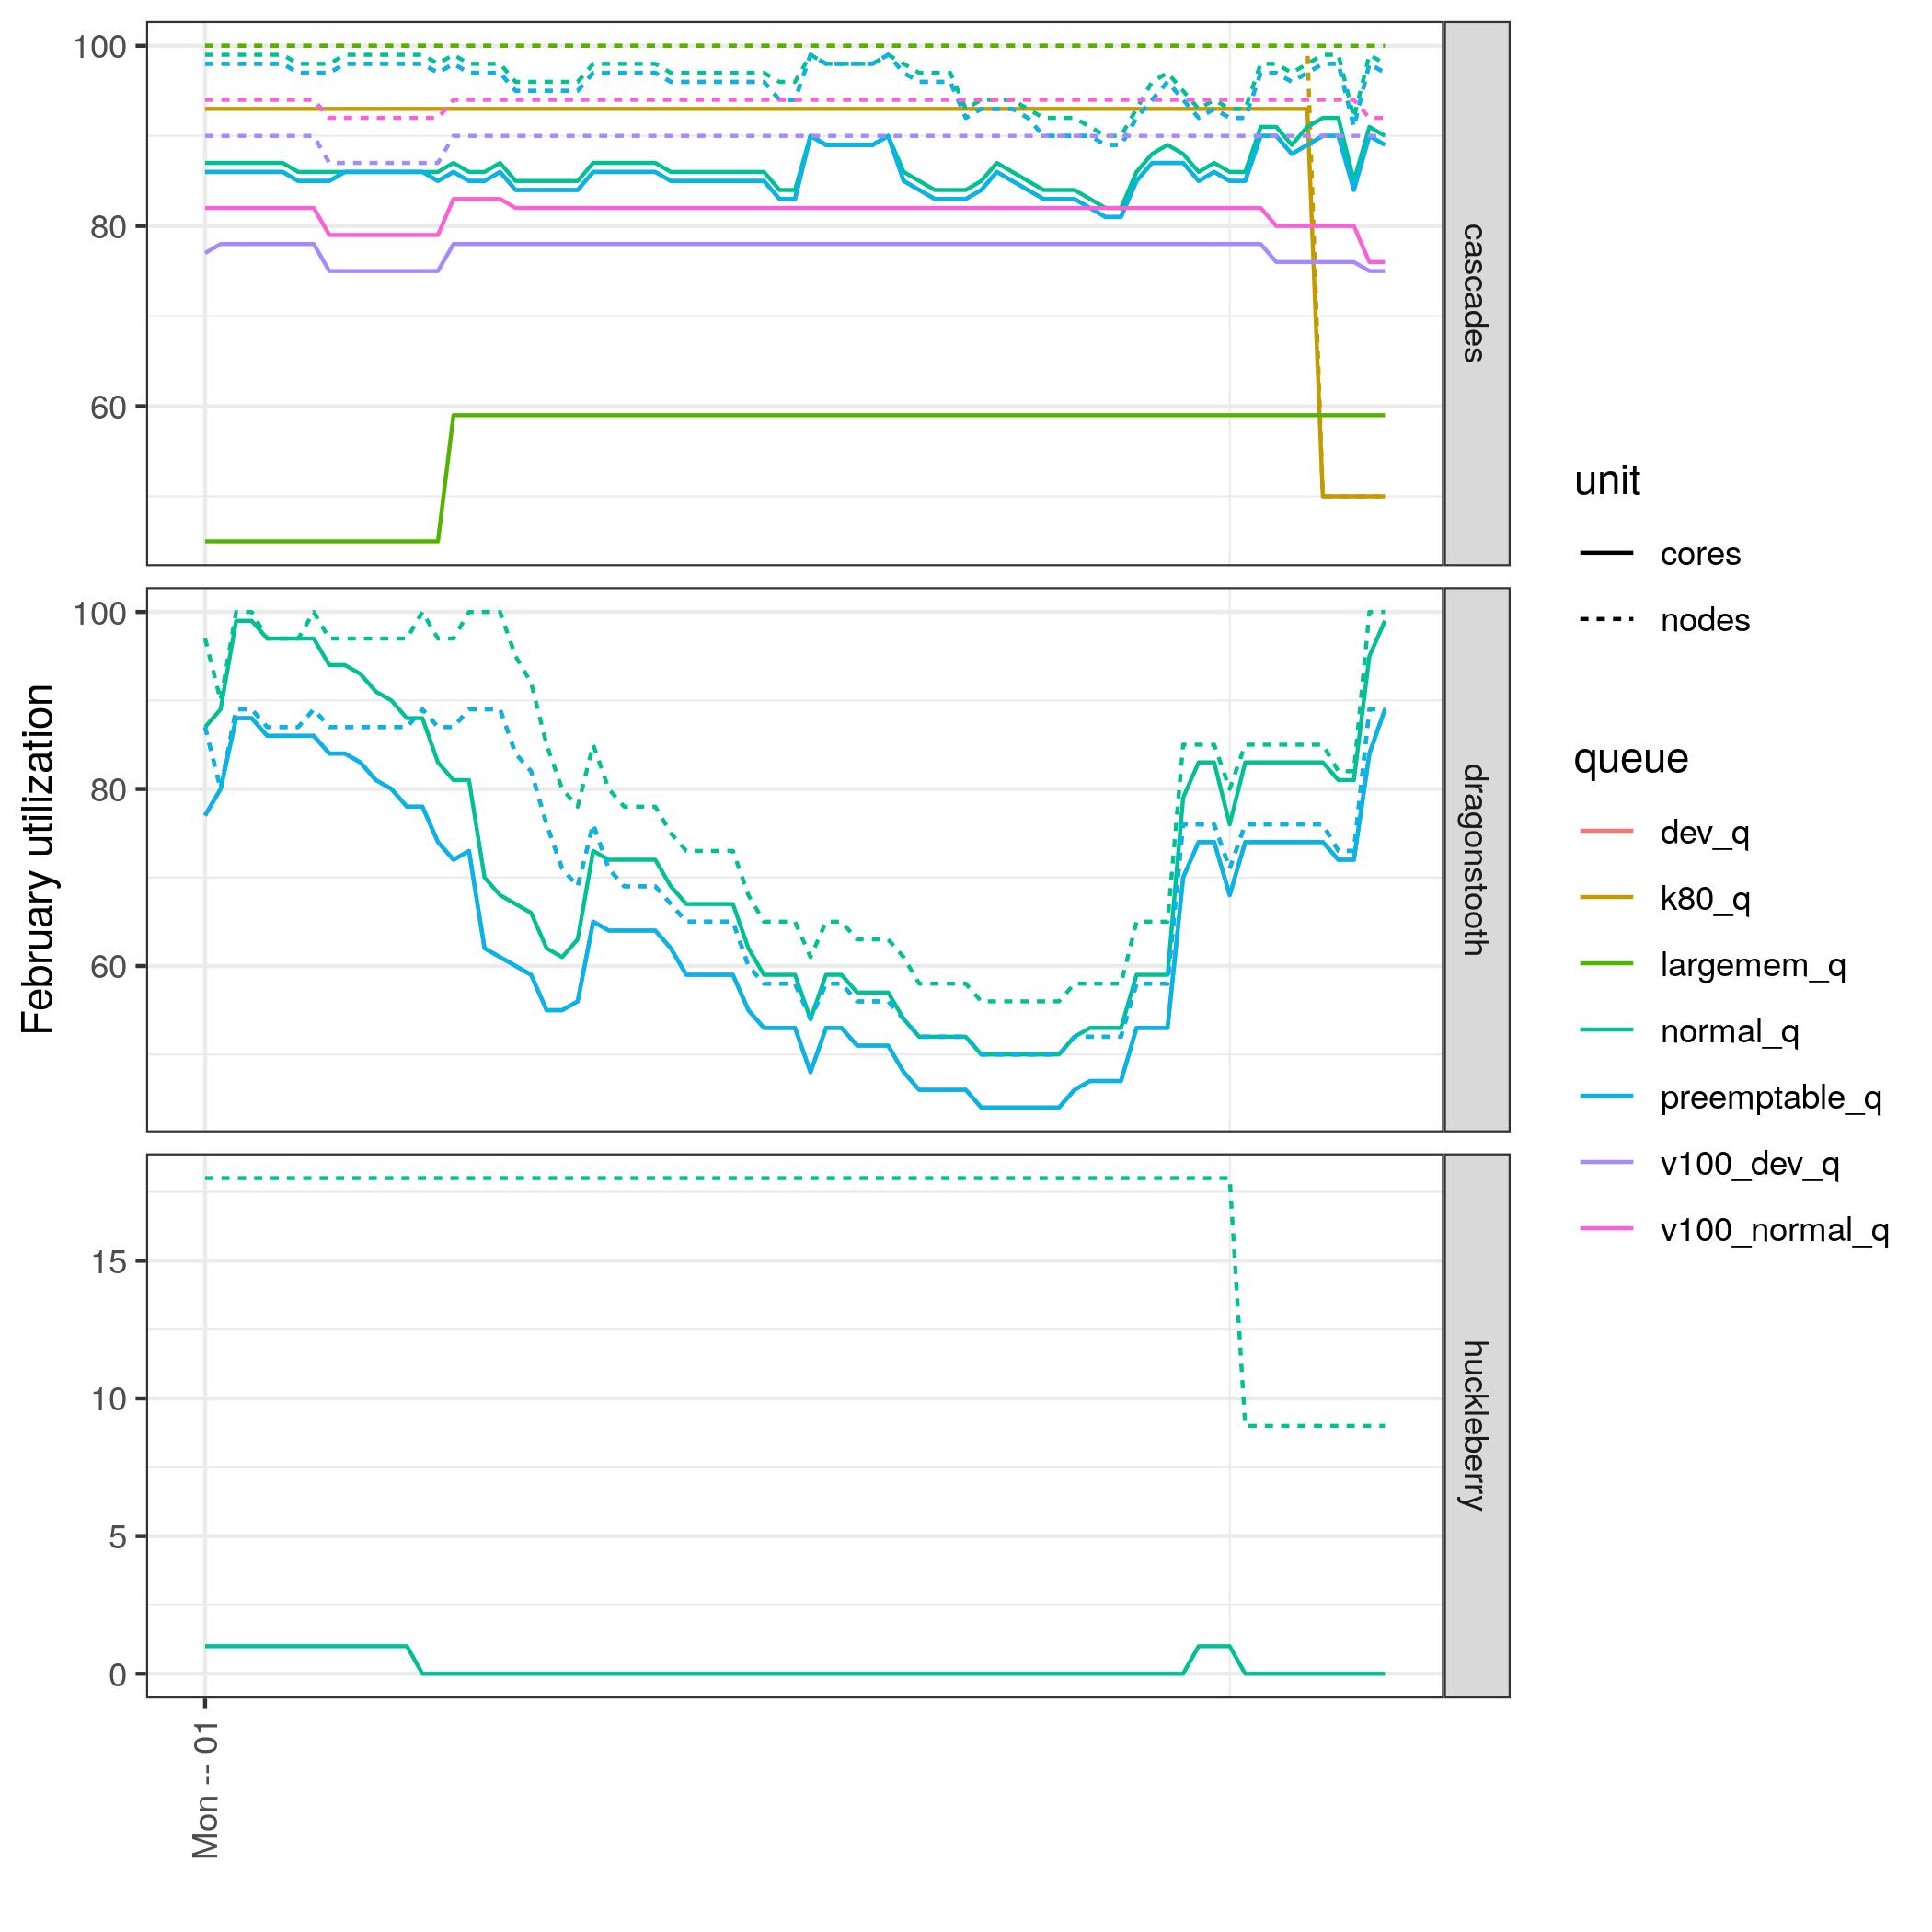 February utilization
100
80
60
cascades
100
80
60
dragonstooth
15
10
5
0
huckleberry
Mon -- 01
unit
cores
nodes
queue
dev_q
k80_q
largemem_q
normal_q
preemptable_q
v100_dev_q
v100_normal_q